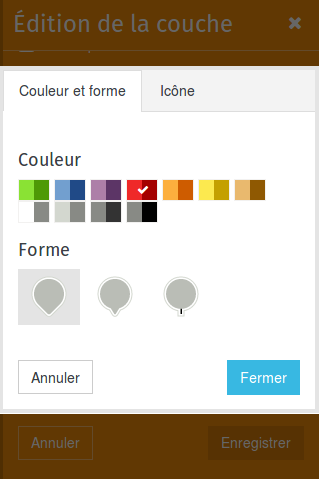 Édition de la couche ×
Couleur et forme Icône
Couleur
Forme
Annuler Fermer
Annuler Enregistrer